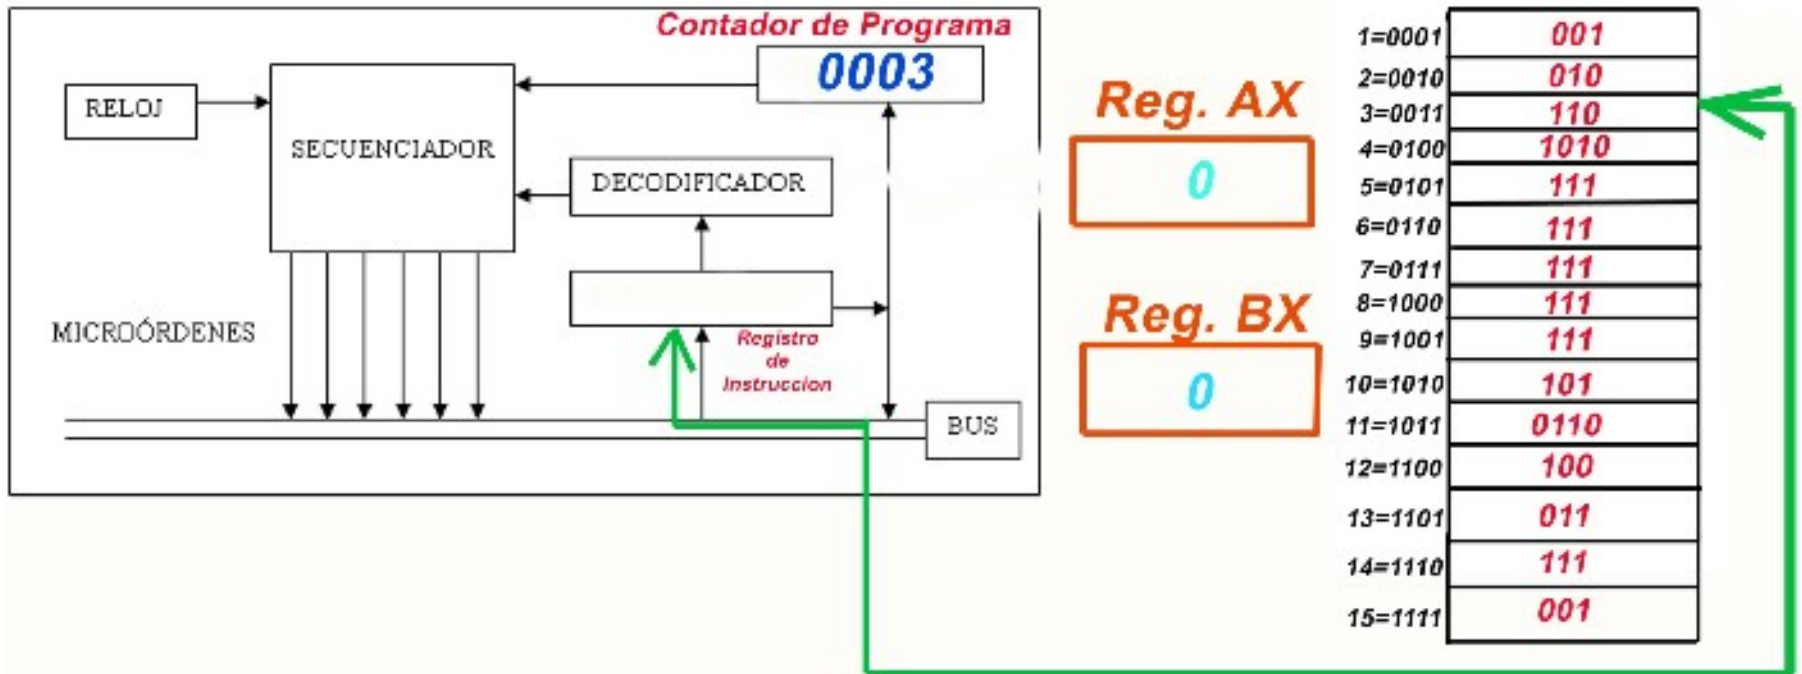 Contador de Programa
0003
RELOJ
SECUENCIADOR
DECODIFICADOR
MICROÓRDENES
Registro
de
Instruccion
BUS
Reg. AX
0
Reg. BX
0
1=0001 001
2=0010 010
3=0011 110
4=0100 1010
5=0101 111
6=0110 111
7=0111 111
8=1000 111
9=1001 111
10=1010 101
11=1011 0110
12=1100 100
13=1101 011
14=1110 111
15=1111 001